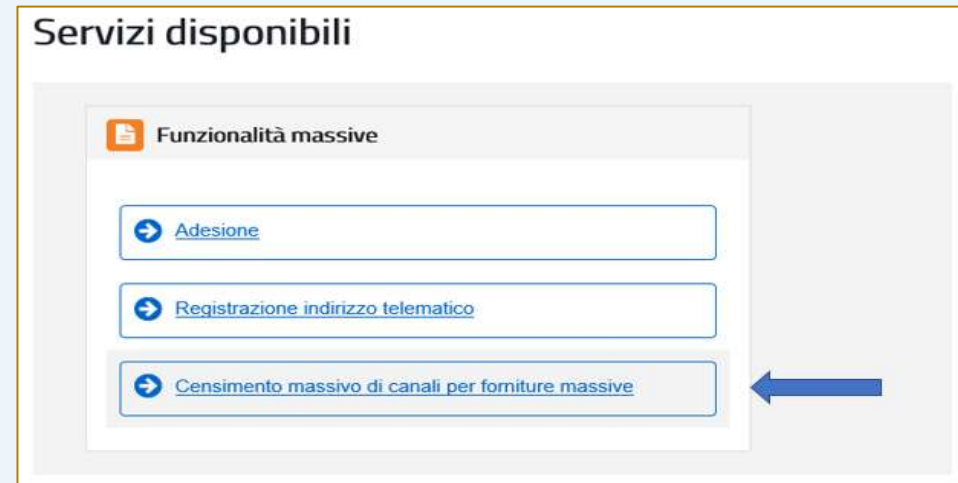 Servizi disponibili
Funzionalità massive
Adesione
Registrazione indirizzo telematico
Censimento massivo di canali per forniture massive